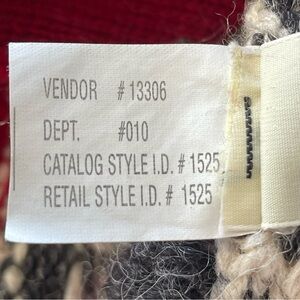 VENDOR # 13306
DEPT. #010
CATALOG STYLE I.D. # 1525
RETAIL STYLE I.D. # 1525